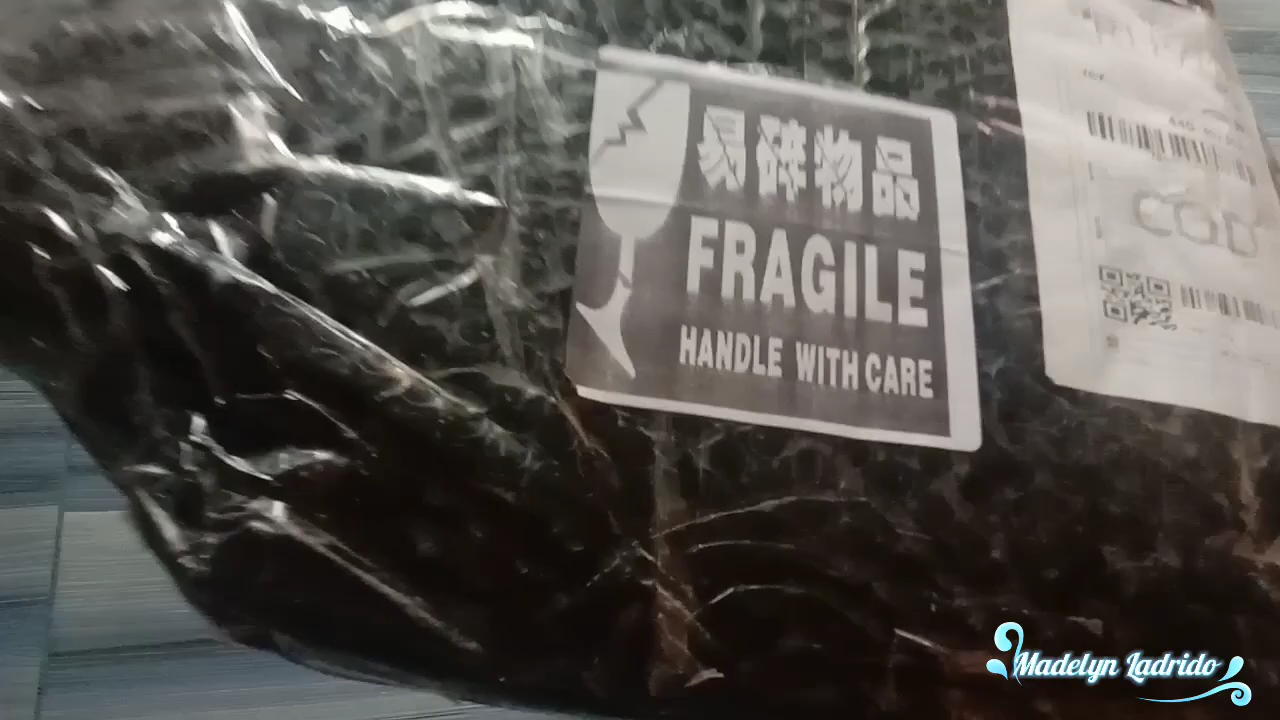 易碎物品
FRAGILE
HANDLE WITH CARE
COD
Madelyn Ladrido